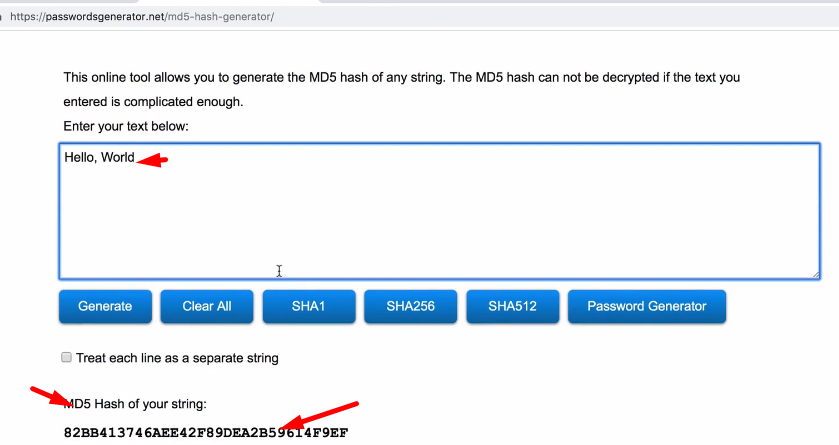 https://passwordsgenerator.net/md5-hash-generator/
This online tool allows you to generate the MD5 hash of any string. The MD5 hash can not be decrypted if the text you
entered is complicated enough.
Enter your text below:
Hello, World
Generate Clear All SHA1 SHA256 SHA512 Password Generator
Treat each line as a separate string
MD5 Hash of your string:
82BB413746AEE42F89DEA2B59614F9EF